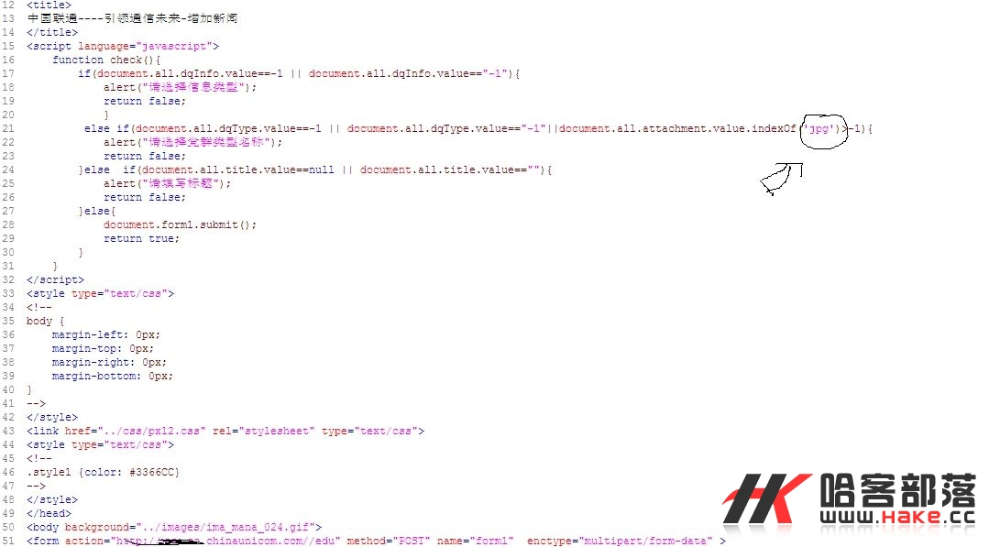 12 <title>
13 中国联通----引领通信未来-增加新闻
14 </title>
15 <script language="javascript">
16 function check(){
17 if(document.all.dqInfo.value==-1 || document.all.dqInfo.value=="-1"){
18 alert("请选择信息类型");
19 return false;
20 }
21 else if(document.all.dqType.value==-1 || document.all.dqType.value=="-1"||document.all.attachment.value.indexOf('jpg')>-1){
22 alert("请选择党群类型名称");
23 return false;
24 }else if(document.all.title.value==null || document.all.title.value==""){
25 alert("请填写标题");
26 return false;
27 }else{
28 document.form1.submit();
29 return true;
30 }
31 }
32 </script>
33 <style type="text/css">
34 <!--
35 body {
36 margin-left: 0px;
37 margin-top: 0px;
38 margin-right: 0px;
39 margin-bottom: 0px;
40 }
41 -->
42 </style>
43 <link href="../css/px12.css" rel="stylesheet" type="text/css">
44 <style type="text/css">
45 <!--
46 .style1 {color: #3366CC}
47 -->
48 </style>
49 </head>
50 <body background="../images/ima_mana_024.gif">
51 <form action="http://chinaunicom.com//edu" method="POST" name="form1" enctype="multipart/form-data" >
哈客部落
www.HAKE.cc